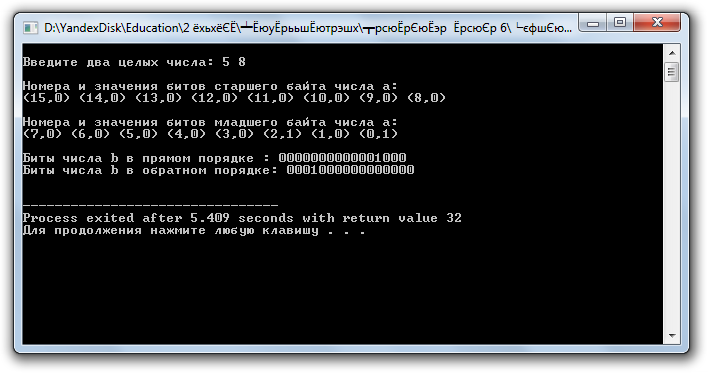 D:\YandexDisk\Education\2 ёхьхёЄЁ\┴ЁюуЁрььшЁютрэшх\┬рсюЁрЄюЁэр  ЁрсюЄр 6\ └єфшЄю...
Введите два целых числа: 5 8
Номера и значения битов старшего байта числа a:
(15,0) (14,0) (13,0) (12,0) (11,0) (10,0) (9,0) (8,0)
Номера и значения битов младшего байта числа a:
(7,0) (6,0) (5,0) (4,0) (3,0) (2,1) (1,0) (0,1)
Биты числа b в прямом порядке : 0000000000001000
Биты числа b в обратном порядке: 0001000000000000
--------------------------------
Process exited after 5.409 seconds with return value 32
Для продолжения нажмите любую клавишу . . .